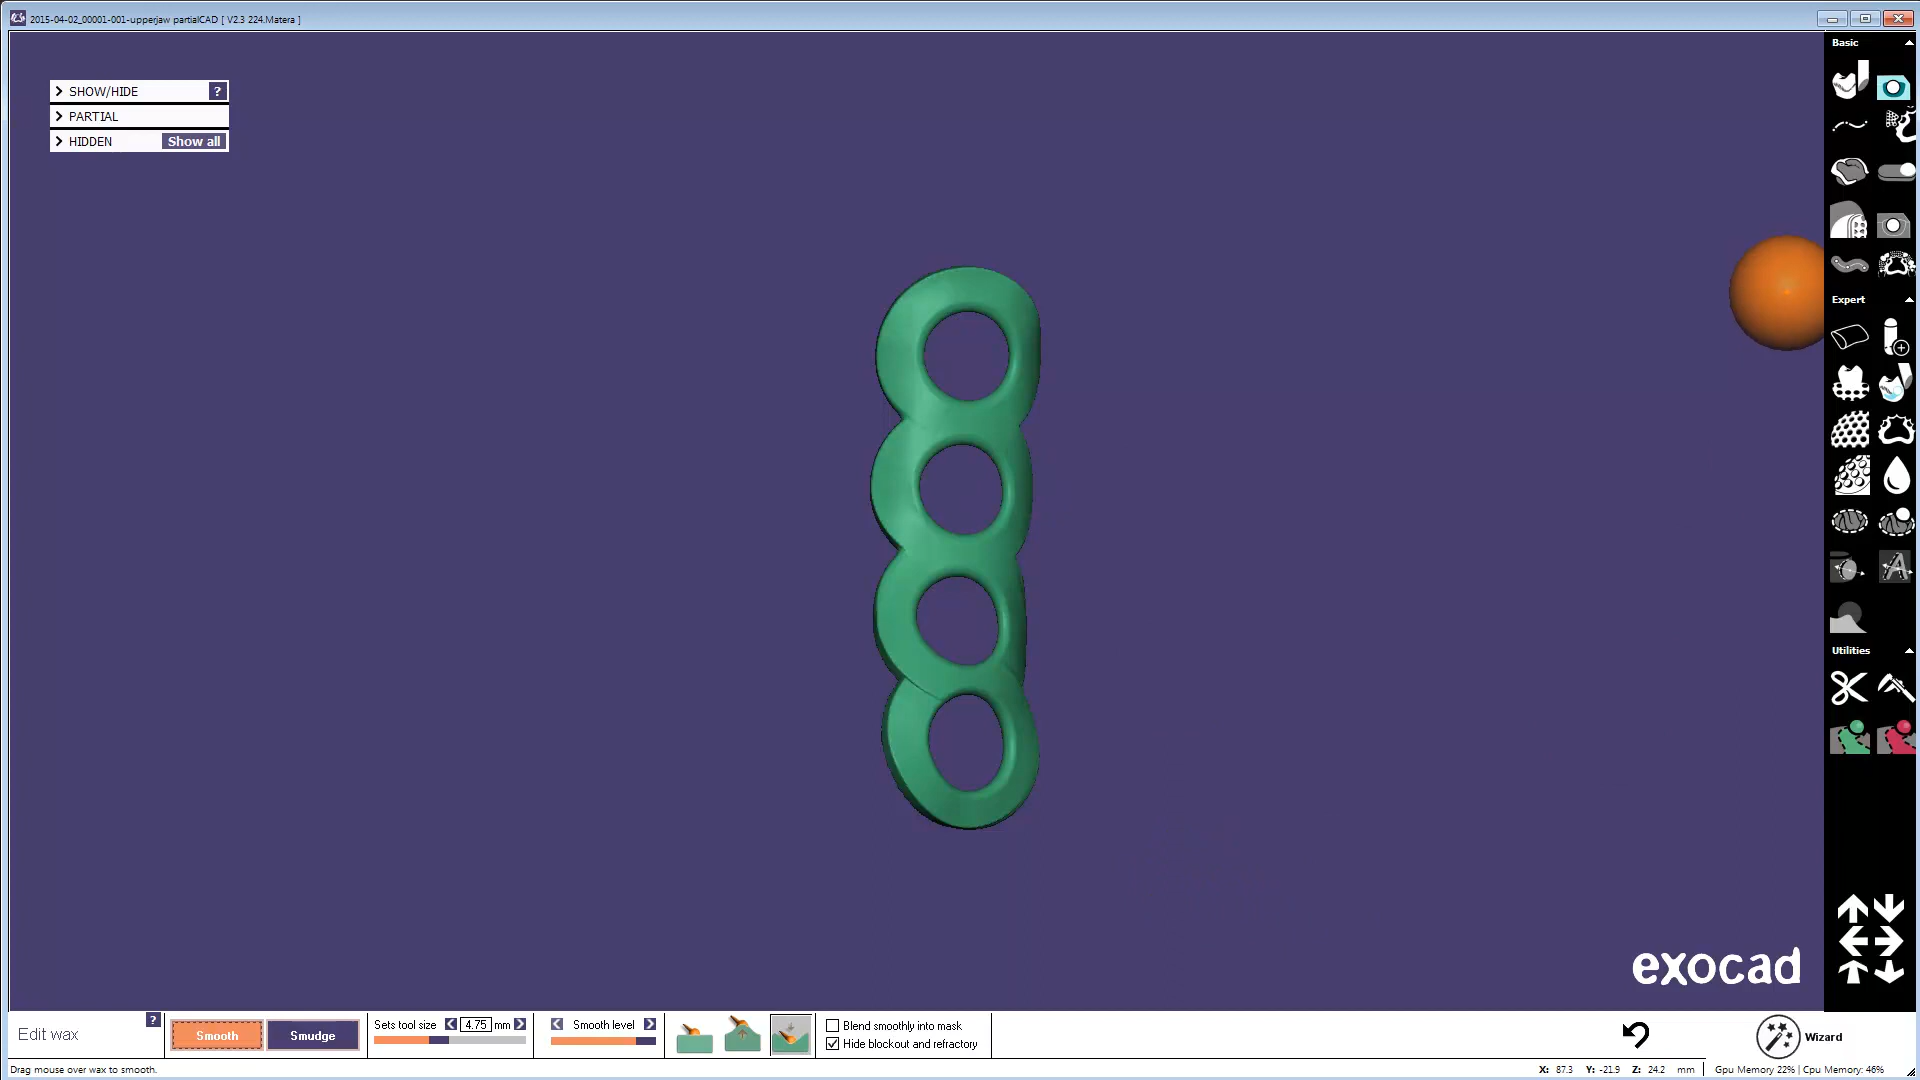 2015-04-02_00001-001-upperjaw partialCAD [ V2.3 224.Matera ]
Basic
SHOW/HIDE ?
PARTIAL
HIDDEN Show all
Expert
Utilities
exocad
Edit wax ?
Smooth Smudge
Sets tool size 4.75 mm
Smooth level
Blend smoothly into mask
Hide blockout and refractory
Wizard
Drag mouse over wax to smooth.
X: 87.3 Y: -21.9 Z: 24.2 mm Gpu Memory 22% | Cpu Memory: 46%